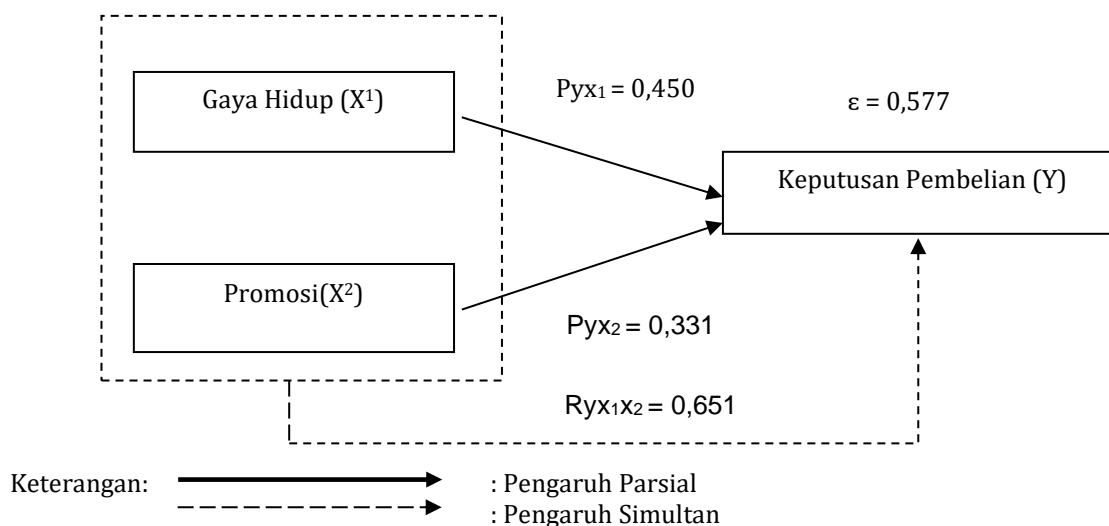 Gaya Hidup (X¹)
Pyx₁ = 0,450
ε = 0,577
Keputusan Pembelian (Y)
Promosi(X²)
Pyx₂ = 0,331
Ryx₁x₂ = 0,651
Keterangan:
: Pengaruh Parsial
: Pengaruh Simultan